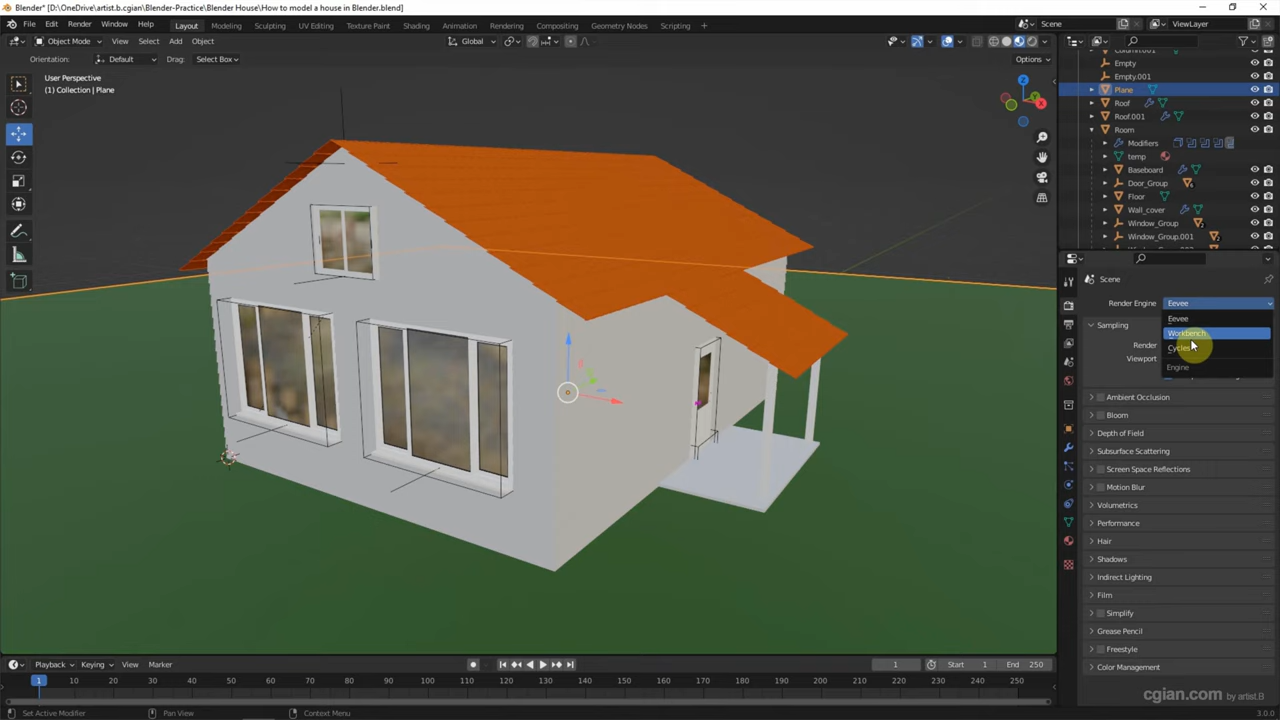 Blender* [D:\OneDrive\artist.b.cgian\Blender-Practice\Blender House\How to model a house in Blender.blend]
File Edit Render Window Help Layout Modeling Sculpting UV Editing Texture Paint Shading Animation Rendering Compositing Geometry Nodes Scripting + Scene ViewLayer
Object Mode View Select Add Object Global
Orientation: Default Drag: Select Box Options
User Perspective
(1) Collection | Plane
Z
X
Empty
Empty.001
Plane
Roof
Roof.001
Room
Modifiers
temp
Baseboard
Door_Group
Floor
Wall_cover
Window_Group
Window_Group.001
Scene
Render Engine Eevee
Eevee
Workbench
Cycles
Engine
Sampling
Render
Viewport
Ambient Occlusion
Bloom
Depth of Field
Subsurface Scattering
Screen Space Reflections
Motion Blur
Volumetrics
Performance
Hair
Shadows
Indirect Lighting
Film
Simplify
Grease Pencil
Freestyle
Color Management
Playback Keying View Marker 1 Start 1 End 250
1 10 20 30 40 50 60 70 80 90 100 110 120 130 140 150 160 170 180 190 200 210 220 230 240 250
cgian.com by artist.B
Set Active Modifier Pan View Context Menu 3.0.0